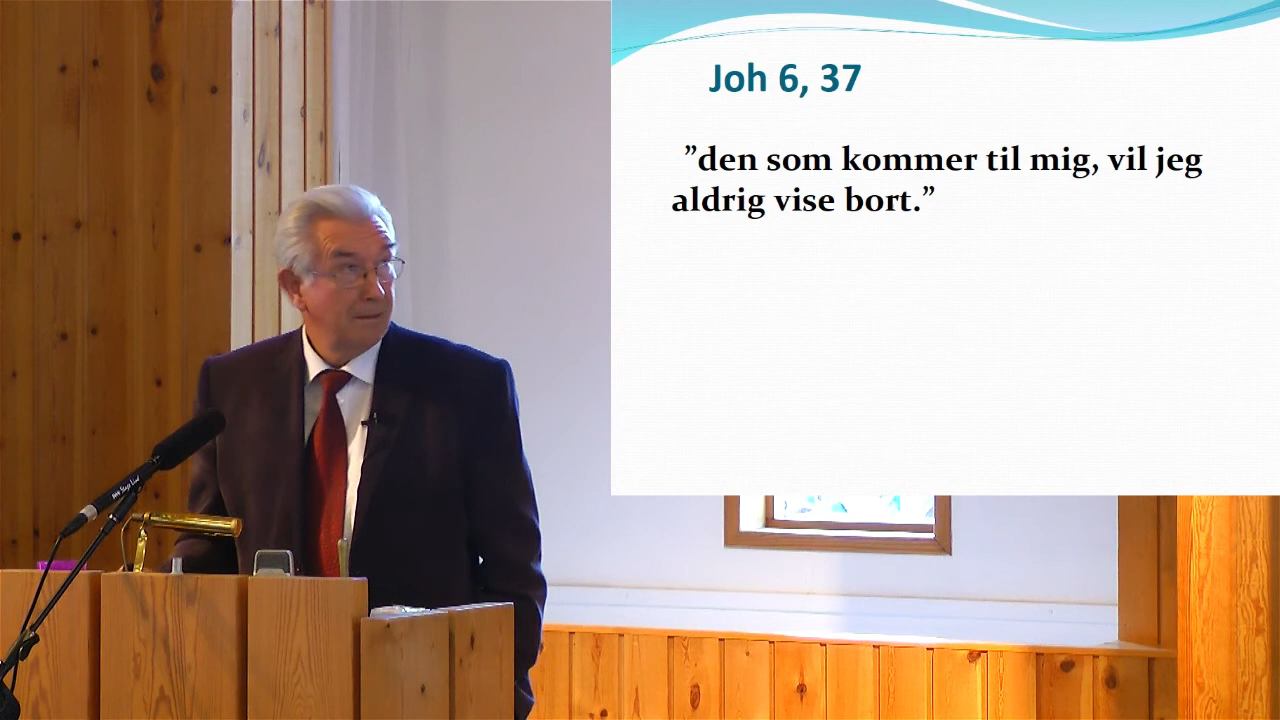 Joh 6, 37
”den som kommer til mig, vil jeg
aldrig vise bort.”